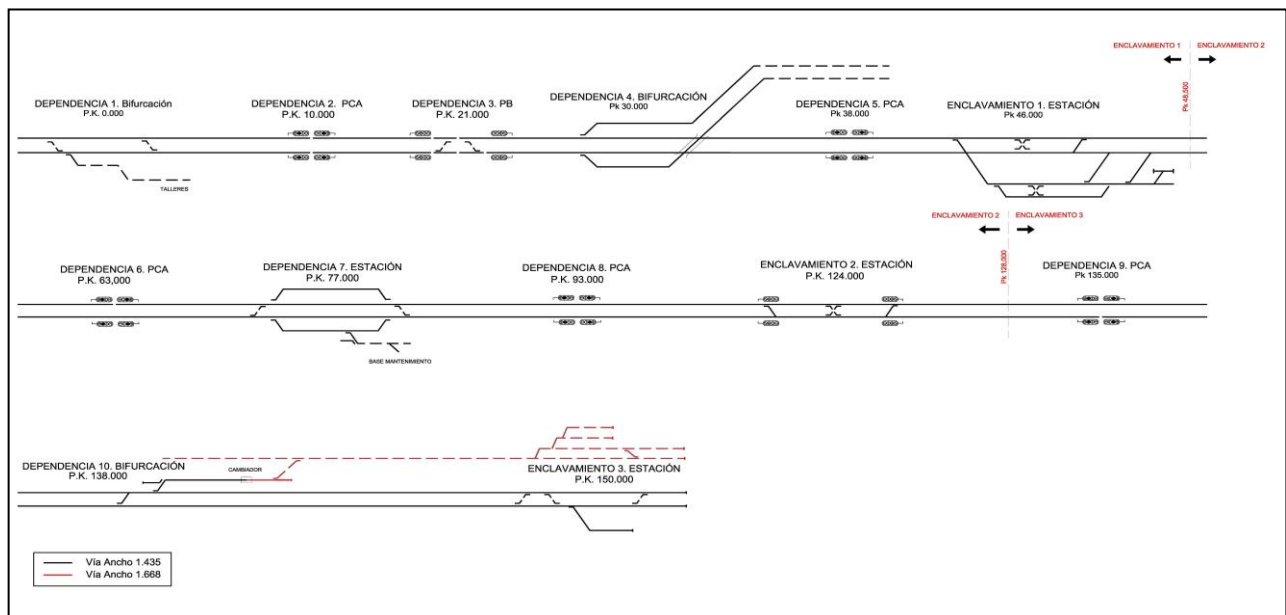 ENCLAVAMIENTO 1
ENCLAVAMIENTO 2
DEPENDENCIA 1. Bifurcación
P.K. 0.000
DEPENDENCIA 2. PCA
P.K. 10.000
DEPENDENCIA 3. PB
P.K. 21.000
DEPENDENCIA 4. BIFURCACIÓN
Pk 30.000
DEPENDENCIA 5. PCA
Pk 38.000
ENCLAVAMIENTO 1. ESTACIÓN
Pk 46.000
Pk 48,500
TALLERES
ENCLAVAMIENTO 2
ENCLAVAMIENTO 3
DEPENDENCIA 6. PCA
P.K. 63,000
DEPENDENCIA 7. ESTACIÓN
P.K. 77.000
DEPENDENCIA 8. PCA
P.K. 93.000
ENCLAVAMIENTO 2. ESTACIÓN
P.K. 124.000
Pk 128,000
DEPENDENCIA 9. PCA
Pk 135.000
BASE MANTENIMIENTO
DEPENDENCIA 10. BIFURCACIÓN
P.K. 138.000
CAMBIADOR
ENCLAVAMIENTO 3. ESTACIÓN
P.K. 150.000
Vía Ancho 1.435
Vía Ancho 1.668